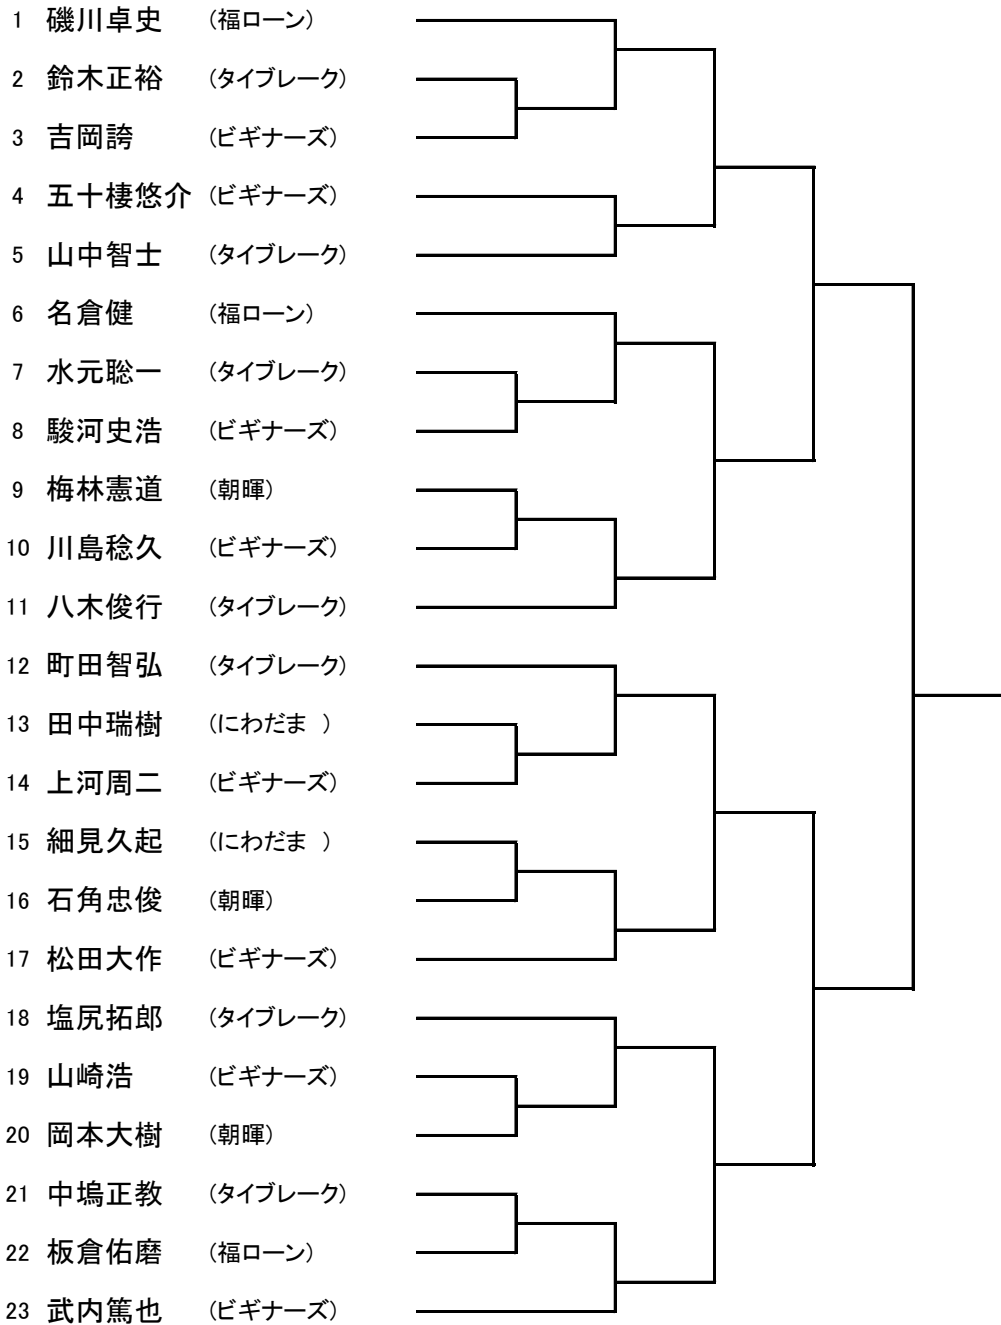 1 磯川卓史 (福ローン)
2 鈴木正裕 (タイブレーク)
3 吉岡誇 (ビギナーズ)
4 五十棲悠介 (ビギナーズ)
5 山中智士 (タイブレーク)
6 名倉健 (福ローン)
7 水元聡一 (タイブレーク)
8 駿河史浩 (ビギナーズ)
9 梅林憲道 (朝暉)
10 川島稔久 (ビギナーズ)
11 八木俊行 (タイブレーク)
12 町田智弘 (タイブレーク)
13 田中瑞樹 (にわだま )
14 上河周二 (ビギナーズ)
15 細見久起 (にわだま )
16 石角忠俊 (朝暉)
17 松田大作 (ビギナーズ)
18 塩尻拓郎 (タイブレーク)
19 山崎浩 (ビギナーズ)
20 岡本大樹 (朝暉)
21 中塢正教 (タイブレーク)
22 板倉佑磨 (福ローン)
23 武内篤也 (ビギナーズ)